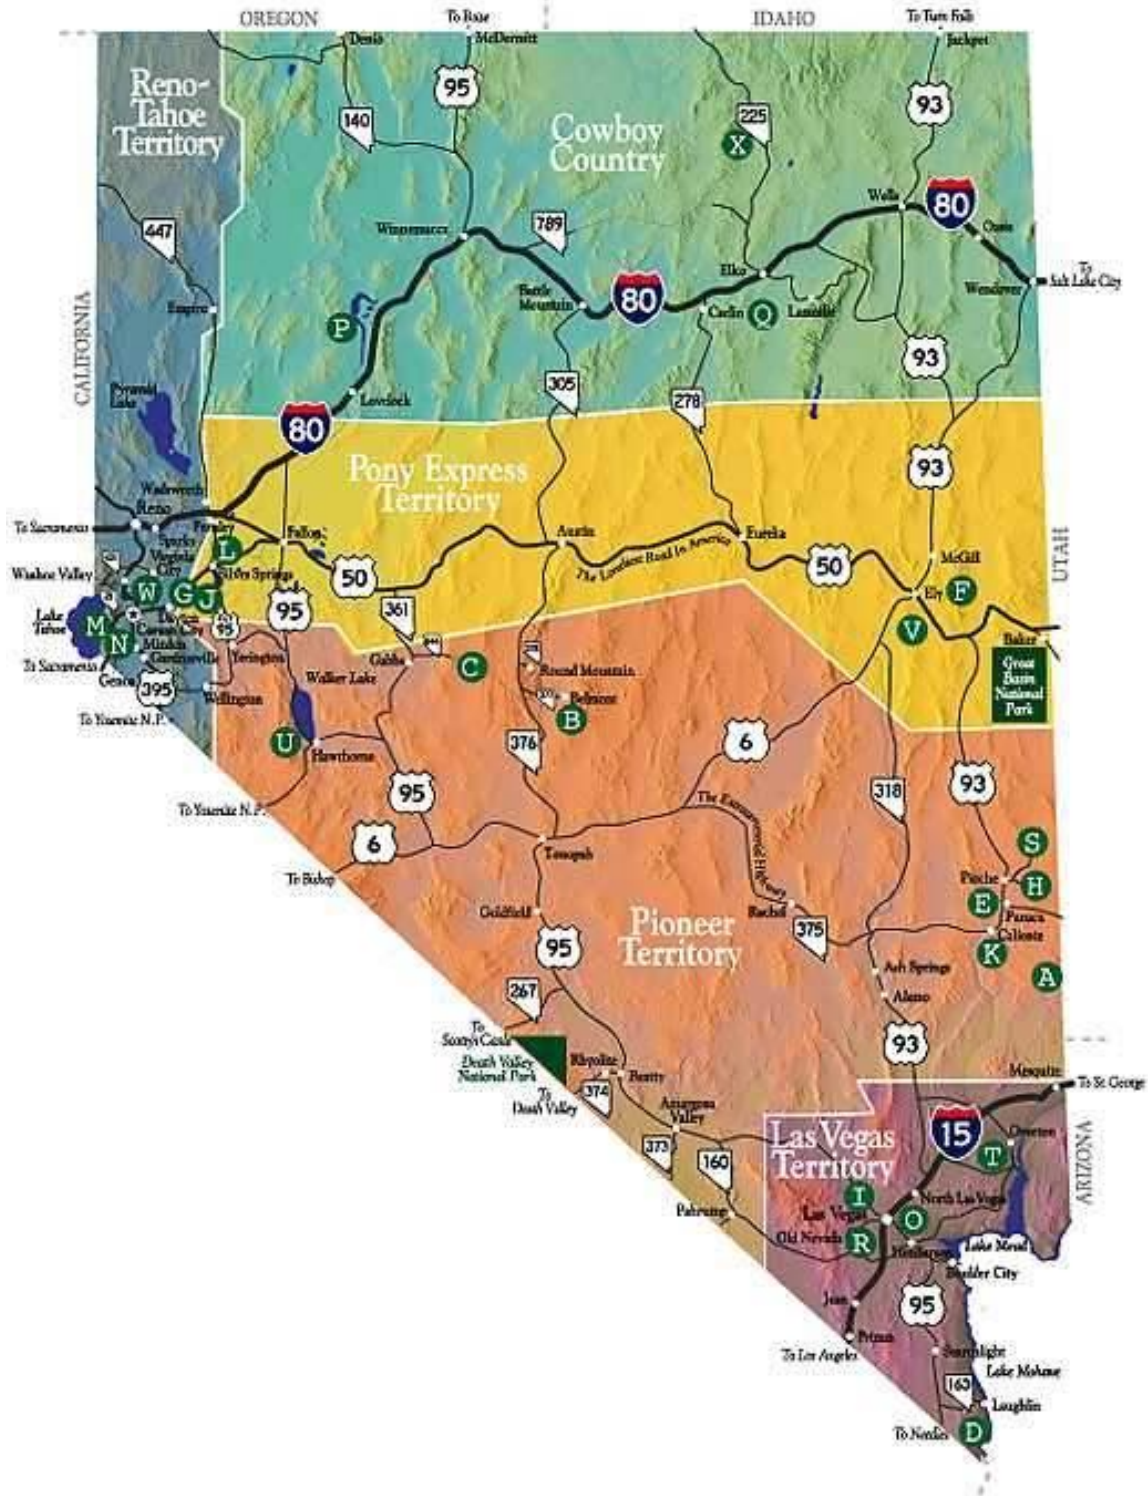 OREGON
To Boise
IDAHO
To Twin Falls
Denio
McDermitt
Jackpot
Reno-
Tahoe
Territory
95
93
140
225
Cowboy
Country
X
Wells
80
447
789
Winnemucca
Oasis
Elko
To
Salt Lake City
Battle
Mountain
80
Wendover
Empire
Carlin
Q
Lamoille
P
CALIFORNIA
93
305
278
Pyramid
Lake
Lovelock
80
Pony Express
Territory
93
Wadsworth
Reno
To Sacramento
Sparks
Fernley
Fallon
Austin
Eureka
The Loneliest Road In America
UTAH
L
Virginia
City
Washoe Valley
Silver Springs
50
50
McGill
W
G
J
95
361
Ely
F
Lake
Tahoe
M
N
Dayton
Carson City
95
V
Baker
Minden
Gardnerville
To Sacramento
Genoa
Yerington
Gabbs
844
C
Round Mountain
Great
Basin
National
Park
395
Walker Lake
Wellington
Belmont
B
To Yosemite N.P.
U
Hawthorne
376
6
318
93
95
To Yosemite N.P.
The Extraterrestrial Highway
6
Tonopah
S
To Bishop
Pioche
H
E
Goldfield
Rachel
Panaca
375
Caliente
Pioneer
Territory
95
K
Ash Springs
A
267
Alamo
To
Scotty's Castle
93
Death Valley
National Park
Rhyolite
Beatty
Mesquite
To St. George
374
To
Death Valley
Amargosa
Valley
15
Overton
Las Vegas
Territory
373
160
T
ARIZONA
I
North Las Vegas
Las Vegas
O
Pahrump
Old Nevada
R
Henderson
Lake Mead
Boulder City
95
Jean
Primm
Searchlight
To Los Angeles
Lake Mohave
163
Laughlin
To Needles
D